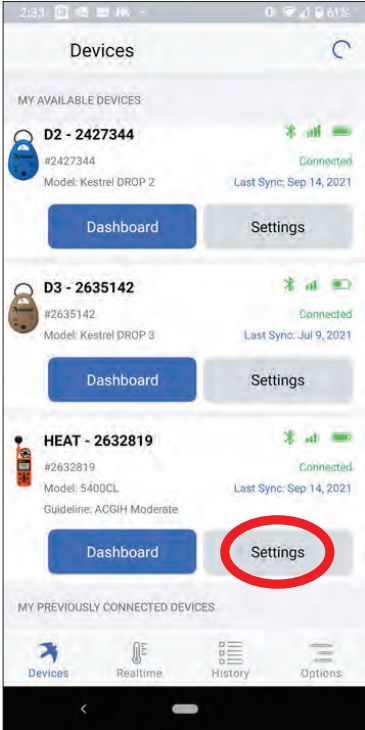 2:33 61%
Devices
MY AVAILABLE DEVICES
D2 - 2427344
#2427344 Connected
Model: Kestrel DROP 2 Last Sync: Sep 14, 2021
Dashboard Settings
D3 - 2635142
#2635142 Connected
Model: Kestrel DROP 3 Last Sync: Jul 9, 2021
Dashboard Settings
HEAT - 2632819
#2632819 Connected
Model: 5400CL Last Sync: Sep 14, 2021
Guideline: ACGIH Moderate
Dashboard Settings
MY PREVIOUSLY CONNECTED DEVICES
Devices Realtime History Options